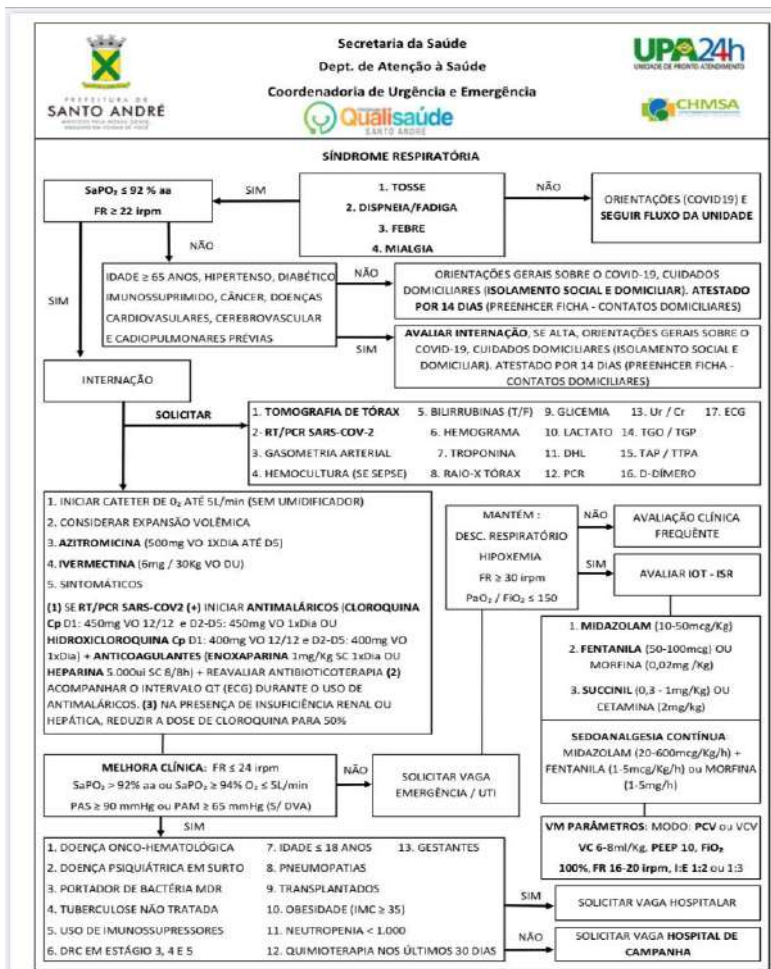 Secretaria da Saúde
Dept. de Atenção à Saúde
Coordenadoria de Urgência e Emergência
PREFEITURA DE
SANTO ANDRÉ
Qualisaúde
SANTO ANDRÉ
UPA24h
UNIDADE DE PRONTO ATENDIMENTO
CHMSA
SÍNDROME RESPIRATÓRIA
SaPO₂ ≤ 92 % aa
FR ≥ 22 irpm
SIM
1. TOSSE
2. DISPNEIA/FADIGA
3. FEBRE
4. MIALGIA
NÃO
ORIENTAÇÕES (COVID19) E
SEGUIR FLUXO DA UNIDADE
NÃO
SIM
IDADE ≥ 65 ANOS, HIPERTENSO, DIABÉTICO
IMUNOSSUPRIMIDO, CÂNCER, DOENÇAS
CARDIOVASCULARES, CEREBROVASCULAR
E CADIOPULMONARES PRÉVIAS
NÃO
ORIENTAÇÕES GERAIS SOBRE O COVID-19, CUIDADOS
DOMICILIARES (ISOLAMENTO SOCIAL E DOMICILIAR). ATESTADO
POR 14 DIAS (PREENHCER FICHA - CONTATOS DOMICILIARES)
SIM
AVALIAR INTERNAÇÃO, SE ALTA, ORIENTAÇÕES GERAIS SOBRE O
COVID-19, CUIDADOS DOMICILIARES (ISOLAMENTO SOCIAL E
DOMICILIAR). ATESTADO POR 14 DIAS (PREENHCER FICHA -
CONTATOS DOMICILIARES)
INTERNAÇÃO
SOLICITAR
1. TOMOGRAFIA DE TÓRAX 5. BILIRRUBINAS (T/F) 9. GLICEMIA 13. Ur / Cr 17. ECG
2- RT/PCR SARS-COV-2 6. HEMOGRAMA 10. LACTATO 14. TGO / TGP
3. GASOMETRIA ARTERIAL 7. TROPONINA 11. DHL 15. TAP / TTPA
4. HEMOCULTURA (SE SEPSE) 8. RAIO-X TÓRAX 12. PCR 16. D-DÍMERO
1. INICIAR CATETER DE 0₂ ATÉ 5L/min (SEM UMIDIFICADOR)
2. CONSIDERAR EXPANSÃO VOLÊMICA
3. AZITROMICINA (500mg VO 1XDIA ATÉ D5)
4. IVERMECTINA (6mg / 30Kg VO DU)
5. SINTOMÁTICOS
(1) SE RT/PCR SARS-COV2 (+) INICIAR ANTIMALÁRICOS (CLOROQUINA
Cp D1: 450mg VO 12/12 e D2-D5: 450mg VO 1xDia OU
HIDROXICLOROQUINA Cp D1: 400mg VO 12/12 e D2-D5: 400mg VO
1xDia) + ANTICOAGULANTES (ENOXAPARINA 1mg/Kg SC 1xDia OU
HEPARINA 5.000ui SC 8/8h) + REAVALIAR ANTIBIOTICOTERAPIA (2)
ACOMPANHAR O INTERVALO QT (ECG) DURANTE O USO DE
ANTIMALÁRICOS. (3) NA PRESENÇA DE INSUFICIÊNCIA RENAL OU
HEPÁTICA, REDUZIR A DOSE DE CLOROQUINA PARA 50%
MANTÉM :
DESC. RESPIRATÓRIO
HIPOXEMIA
FR ≥ 30 irpm
PaO₂ / FiO₂ ≤ 150
NÃO
AVALIAÇÃO CLÍNICA
FREQÜENTE
SIM
AVALIAR IOT - ISR
1. MIDAZOLAM (10-50mcg/Kg)
2. FENTANILA (50-100mcg) OU
MORFINA (0,02mg /Kg)
3. SUCCINIL (0,3 - 1mg/Kg) OU
CETAMINA (2mg/kg)
SEDOANALGESIA CONTÍNUA:
MIDAZOLAM (20-600mcg/Kg/h) +
FENTANILA (1-5mcg/Kg/h) ou MORFINA
(1-5mg/h)
VM PARÂMETROS: MODO: PCV ou VCV
VC 6-8ml/Kg, PEEP 10, FiO₂
100%, FR 16-20 irpm, I:E 1:2 ou 1:3
MELHORA CLÍNICA: FR ≤ 24 irpm
SaPO₂ > 92% aa ou SaPO₂ ≥ 94% O₂ ≤ 5L/min
PAS ≥ 90 mmHg ou PAM ≥ 65 mmHg (S/ DVA)
NÃO
SOLICITAR VAGA
EMERGÊNCIA / UTI
SIM
1. DOENÇA ONCO-HEMATOLÓGICA 7. IDADE ≤ 18 ANOS 13. GESTANTES
2. DOENÇA PSIQUIÁTRICA EM SURTO 8. PNEUMOPATIAS
3. PORTADOR DE BACTÉRIA MDR 9. TRANSPLANTADOS
4. TUBERCULOSE NÃO TRATADA 10. OBESIDADE (IMC ≥ 35)
5. USO DE IMUNOSSUPRESSORES 11. NEUTROPENIA < 1.000
6. DRC EM ESTÁGIO 3, 4 E 5 12. QUIMIOTERAPIA NOS ÚLTIMOS 30 DIAS
SIM
SOLICITAR VAGA HOSPITALAR
NÃO
SOLICITAR VAGA HOSPITAL DE
CAMPANHA